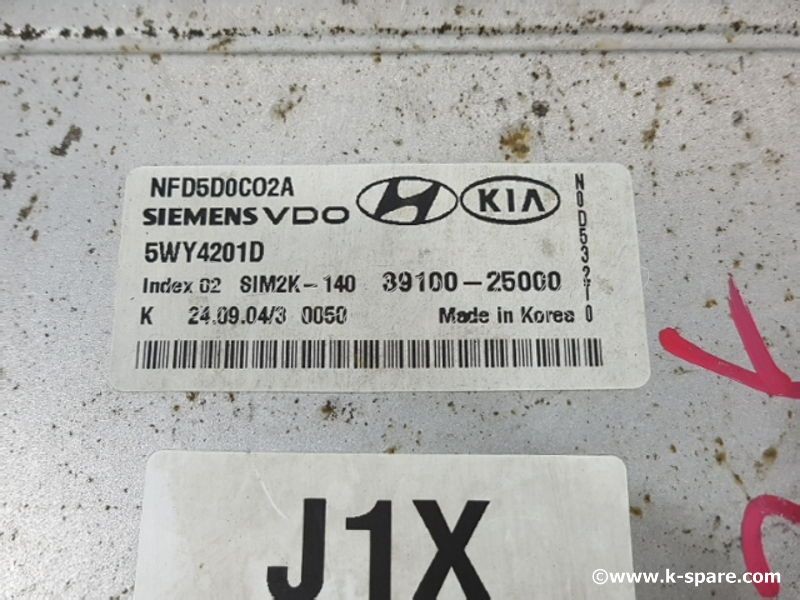 NFD5D0C02A
SIEMENS VDO KIA
5WY4201D
Index 02 SIM2K-140 39100-25000
K 24.09.04/3 0050 Made in Korea
J1X
©www.k-spare.com